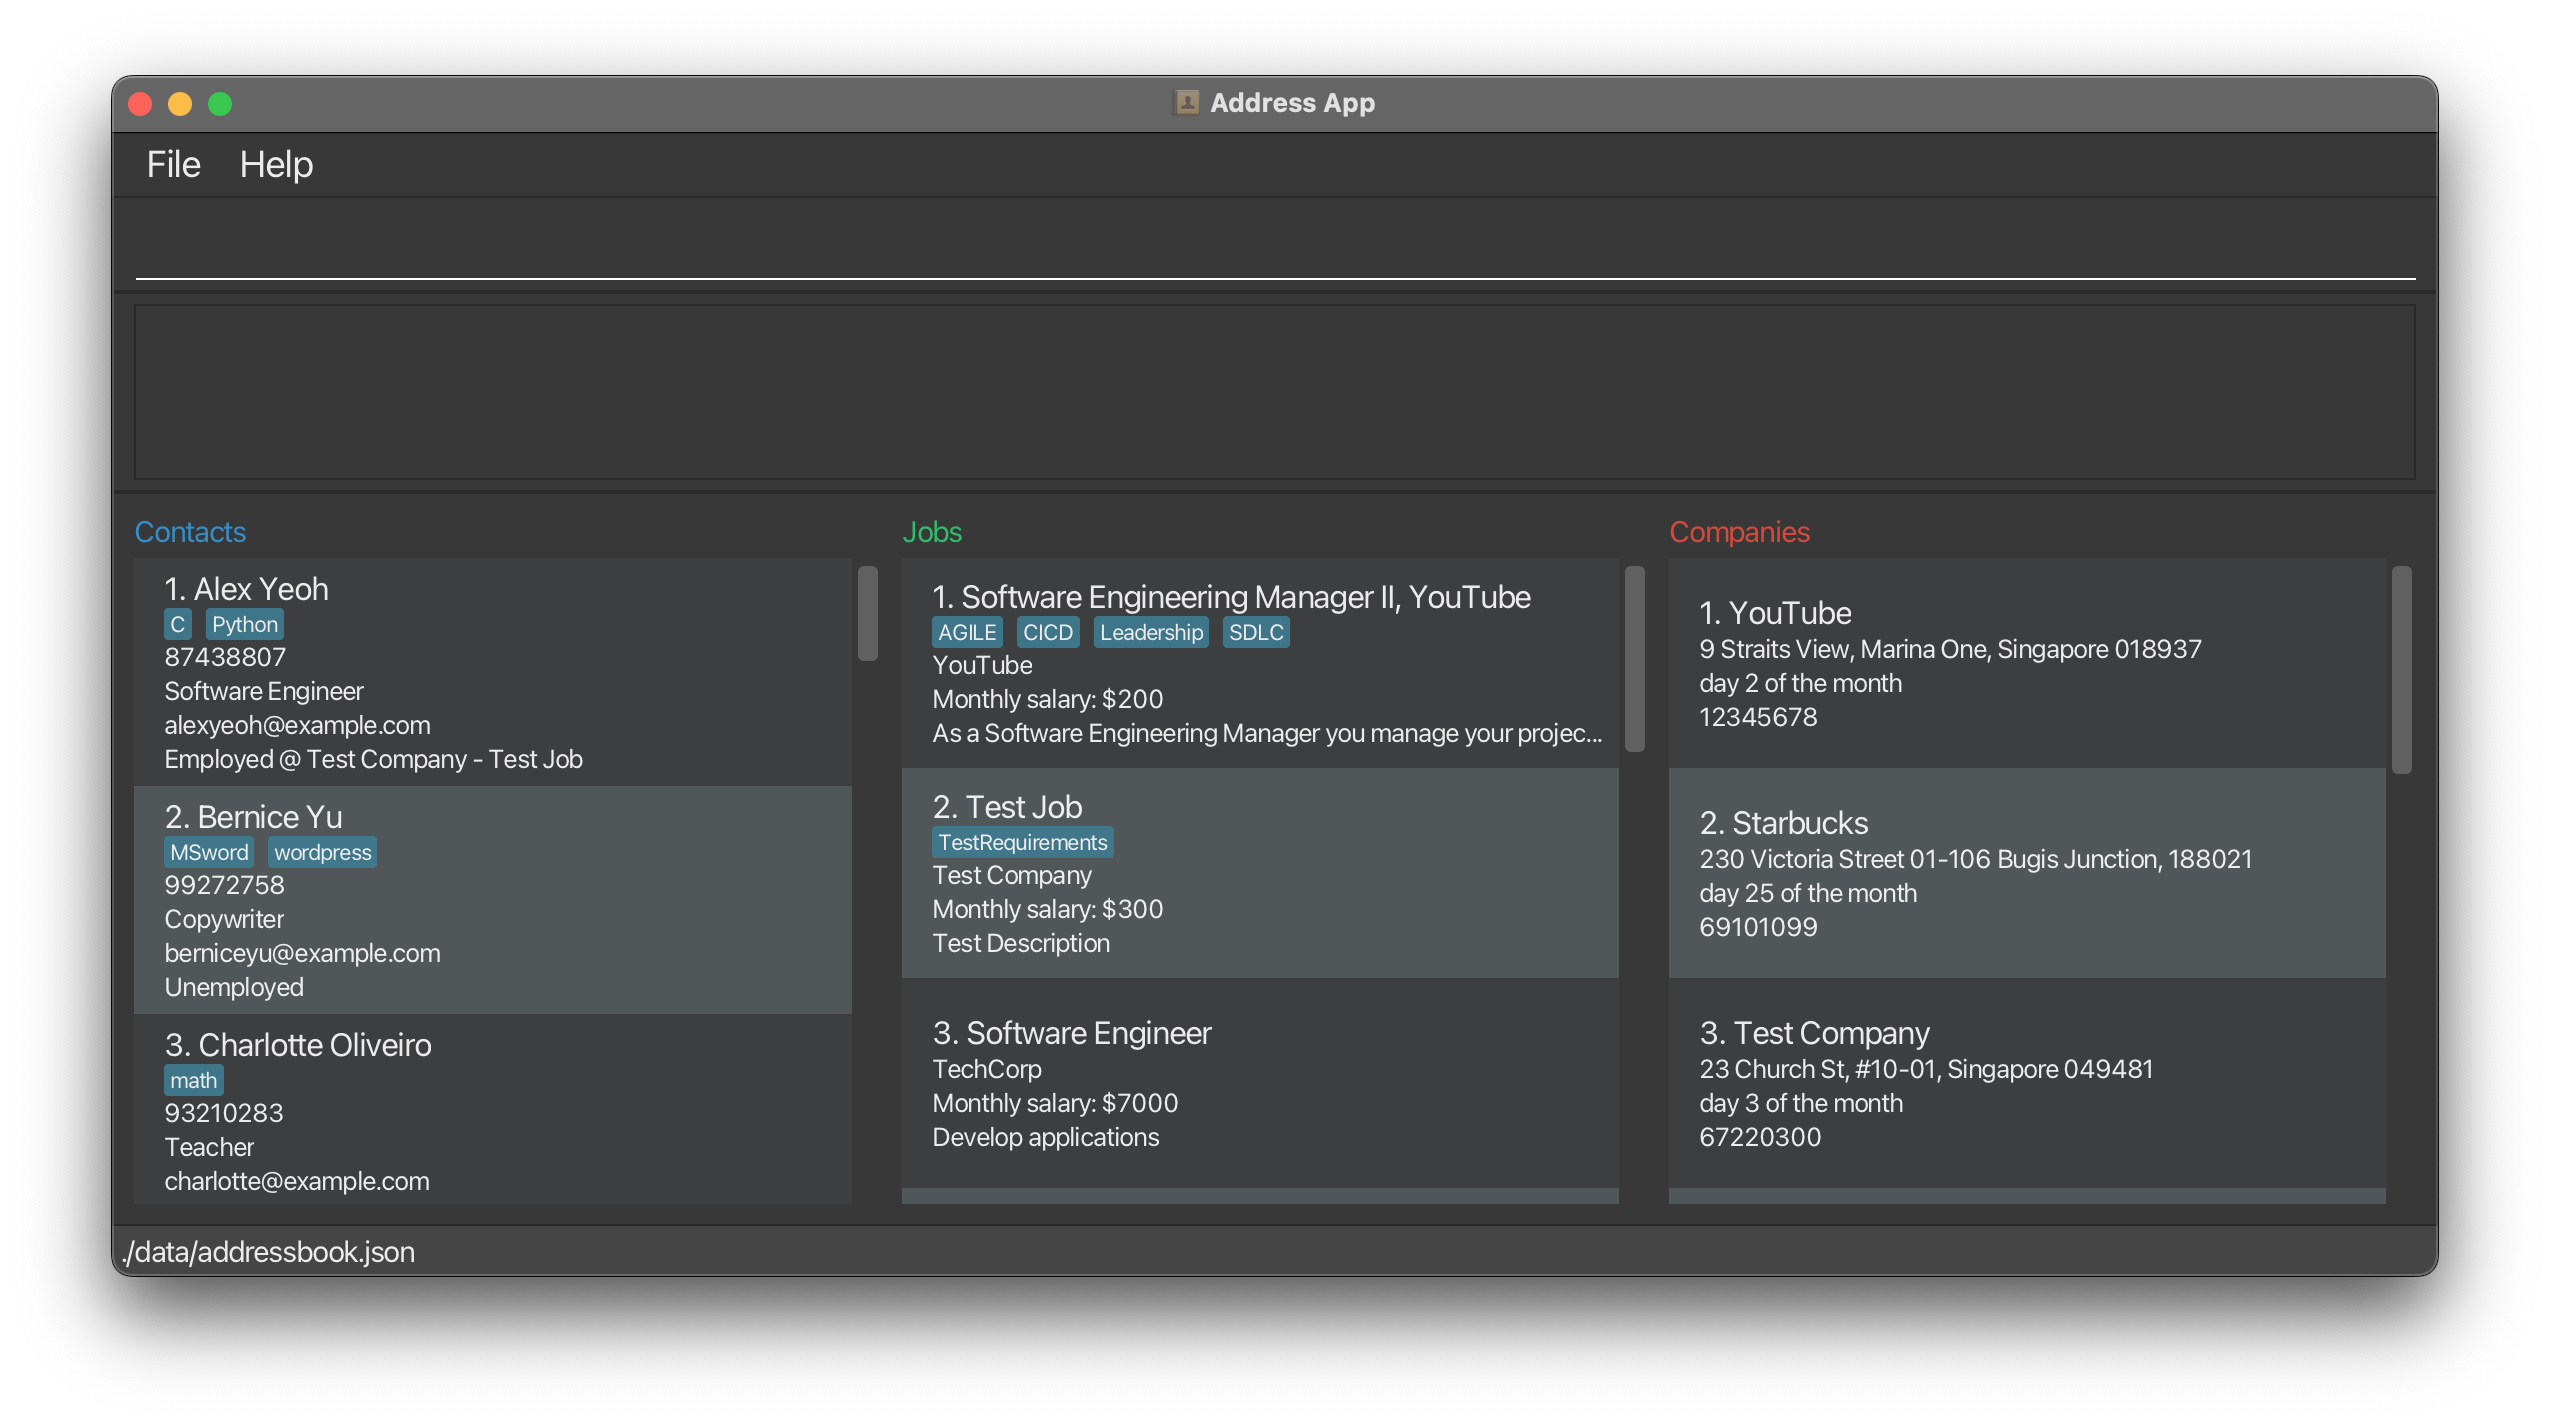 Address App
File Help
Contacts
1. Alex Yeoh
C Python
87438807
Software Engineer
alexyeoh@example.com
Employed @ Test Company - Test Job
2. Bernice Yu
MSword wordpress
99272758
Copywriter
berniceyu@example.com
Unemployed
3. Charlotte Oliveiro
math
93210283
Teacher
charlotte@example.com
Jobs
1. Software Engineering Manager II, YouTube
AGILE CICD Leadership SDLC
YouTube
Monthly salary: $200
As a Software Engineering Manager you manage your projec...
2. Test Job
TestRequirements
Test Company
Monthly salary: $300
Test Description
3. Software Engineer
TechCorp
Monthly salary: $7000
Develop applications
Companies
1. YouTube
9 Straits View, Marina One, Singapore 018937
day 2 of the month
12345678
2. Starbucks
230 Victoria Street 01-106 Bugis Junction, 188021
day 25 of the month
69101099
3. Test Company
23 Church St, #10-01, Singapore 049481
day 3 of the month
67220300
./data/addressbook.json